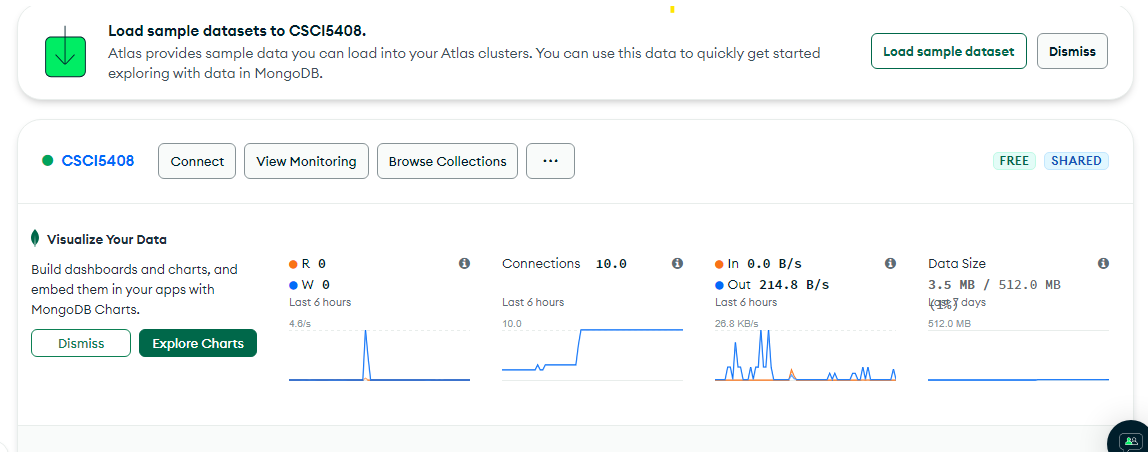 Load sample datasets to CSCI5408.
Atlas provides sample data you can load into your Atlas clusters. You can use this data to quickly get started
exploring with data in MongoDB.
Load sample dataset
Dismiss
CSCI5408
Connect
View Monitoring
Browse Collections
...
FREE
SHARED
Visualize Your Data
Build dashboards and charts, and
embed them in your apps with
MongoDB Charts.
Dismiss
Explore Charts
R 0
W 0
Last 6 hours
4.6/s
Connections 10.0
Last 6 hours
10.0
In 0.0 B/s
Out 214.8 B/s
Last 6 hours
26.8 KB/s
Data Size
3.5 MB / 512.0 MB
(1%)
Last 7 days
512.0 MB